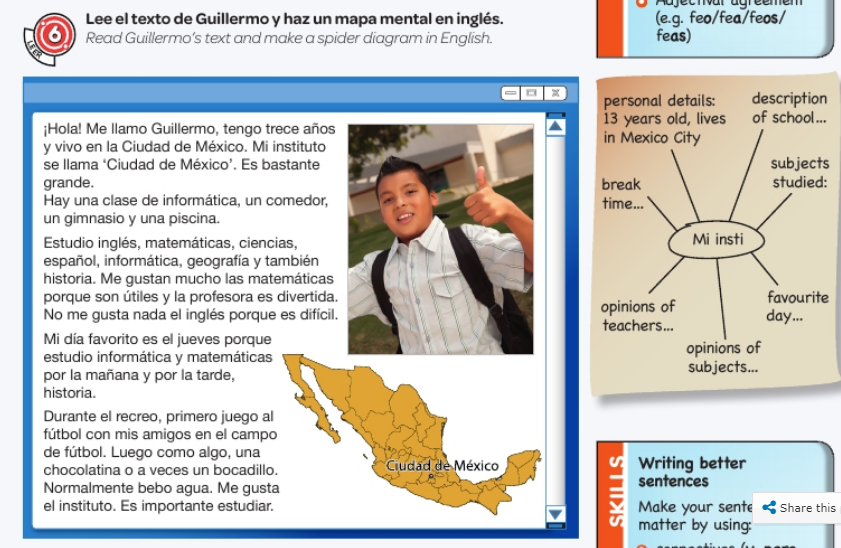 6
LEER
Lee el texto de Guillermo y haz un mapa mental en inglés.
Read Guillermo's text and make a spider diagram in English.
¡Hola! Me llamo Guillermo, tengo trece años
y vivo en la Ciudad de México. Mi instituto
se llama ‘Ciudad de México’. Es bastante
grande.
Hay una clase de informática, un comedor,
un gimnasio y una piscina.
Estudio inglés, matemáticas, ciencias,
español, informática, geografía y también
historia. Me gustan mucho las matemáticas
porque son útiles y la profesora es divertida.
No me gusta nada el inglés porque es difícil.
Mi día favorito es el jueves porque
estudio informática y matemáticas
por la mañana y por la tarde,
historia.
Durante el recreo, primero juego al
fútbol con mis amigos en el campo
de fútbol. Luego como algo, una
chocolatina o a veces un bocadillo.
Normalmente bebo agua. Me gusta
el instituto. Es importante estudiar.
Ciudad de México
(e.g. feo/fea/feos/
feas)
personal details:
13 years old, lives
in Mexico City
description
of school...
subjects
studied:
break
time...
Mi insti
opinions of
teachers...
favourite
day...
opinions of
subjects...
SKILLS
Writing better
sentences
Make your sente
matter by using:
Share this